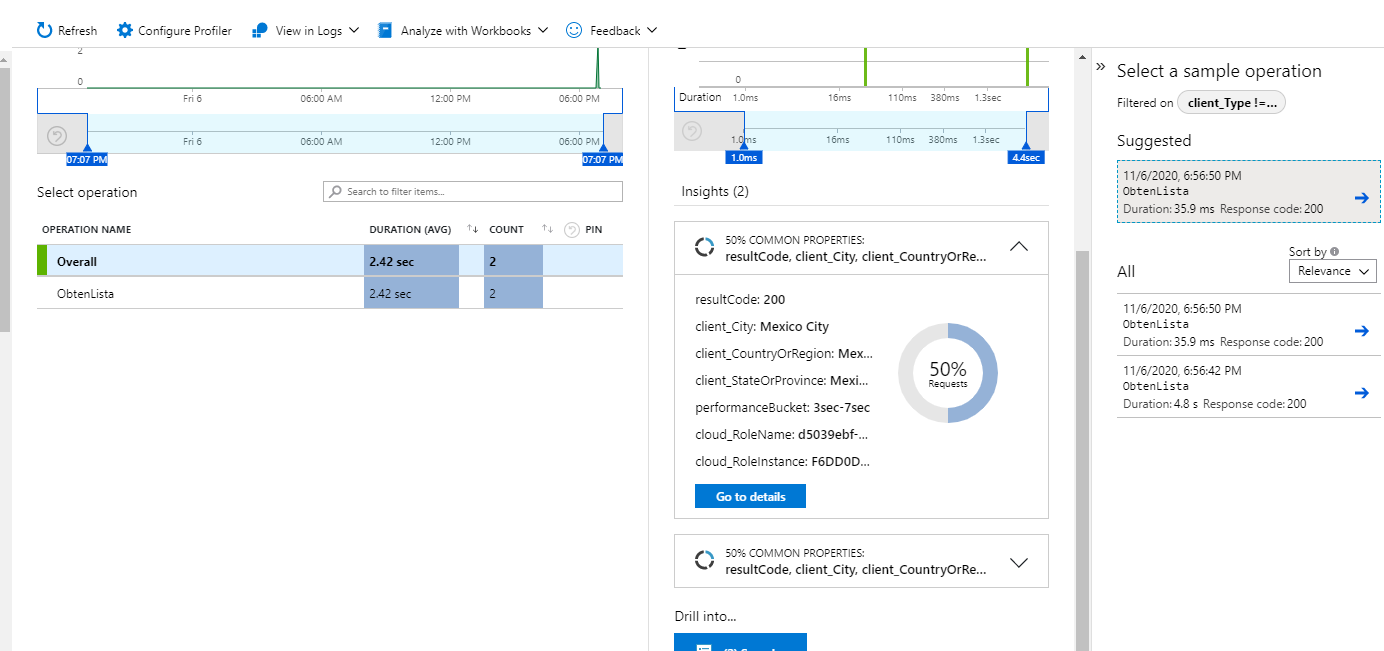 Refresh Configure Profiler View in Logs Analyze with Workbooks Feedback
2
0
Fri 6 06:00 AM 12:00 PM 06:00 PM
Fri 6 06:00 AM 12:00 PM 06:00 PM
07:07 PM 07:07 PM
Select operation Search to filter items...
OPERATION NAME DURATION (AVG) COUNT PIN
Overall 2.42 sec 2
ObtenLista 2.42 sec 2
0
Duration 1.0ms 16ms 110ms 380ms 1.3sec
1.0ms 16ms 110ms 380ms 1.3sec
1.0ms 4.4sec
Insights (2)
50% COMMON PROPERTIES:
resultCode, client_City, client_CountryOrRe...
resultCode: 200
client_City: Mexico City
client_CountryOrRegion: Mex...
client_StateOrProvince: Mexi...
performanceBucket: 3sec-7sec
cloud_RoleName: d5039ebf-...
cloud_RoleInstance: F6DD0D...
50%
Requests
Go to details
50% COMMON PROPERTIES:
resultCode, client_City, client_CountryOrRe...
Drill into...
» Select a sample operation
Filtered on client_Type !=...
Suggested
11/6/2020, 6:56:50 PM
ObtenLista
Duration: 35.9 ms Response code: 200
Sort by
All Relevance
11/6/2020, 6:56:50 PM
ObtenLista
Duration: 35.9 ms Response code: 200
11/6/2020, 6:56:42 PM
ObtenLista
Duration: 4.8 s Response code: 200